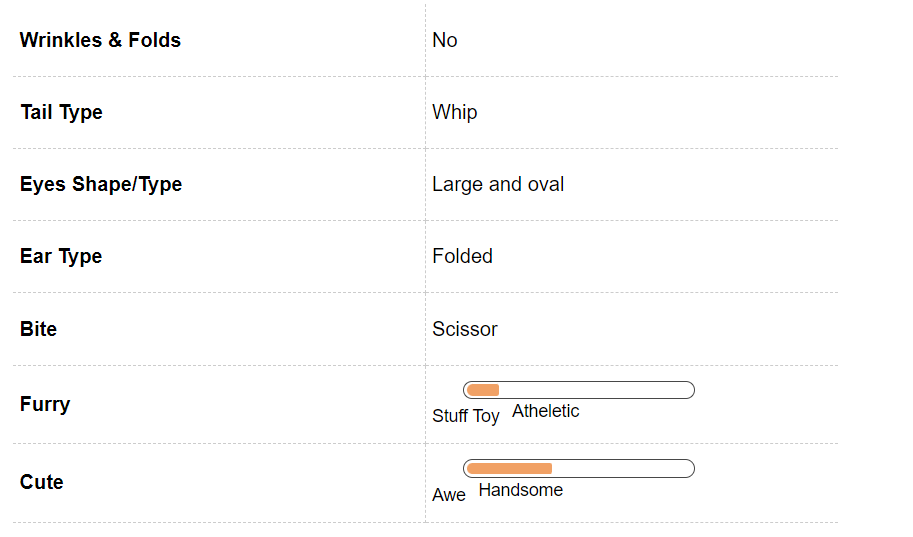 Wrinkles & Folds No
Tail Type Whip
Eyes Shape/Type Large and oval
Ear Type Folded
Bite Scissor
Furry Stuff Toy Atheletic
Cute Awe Handsome